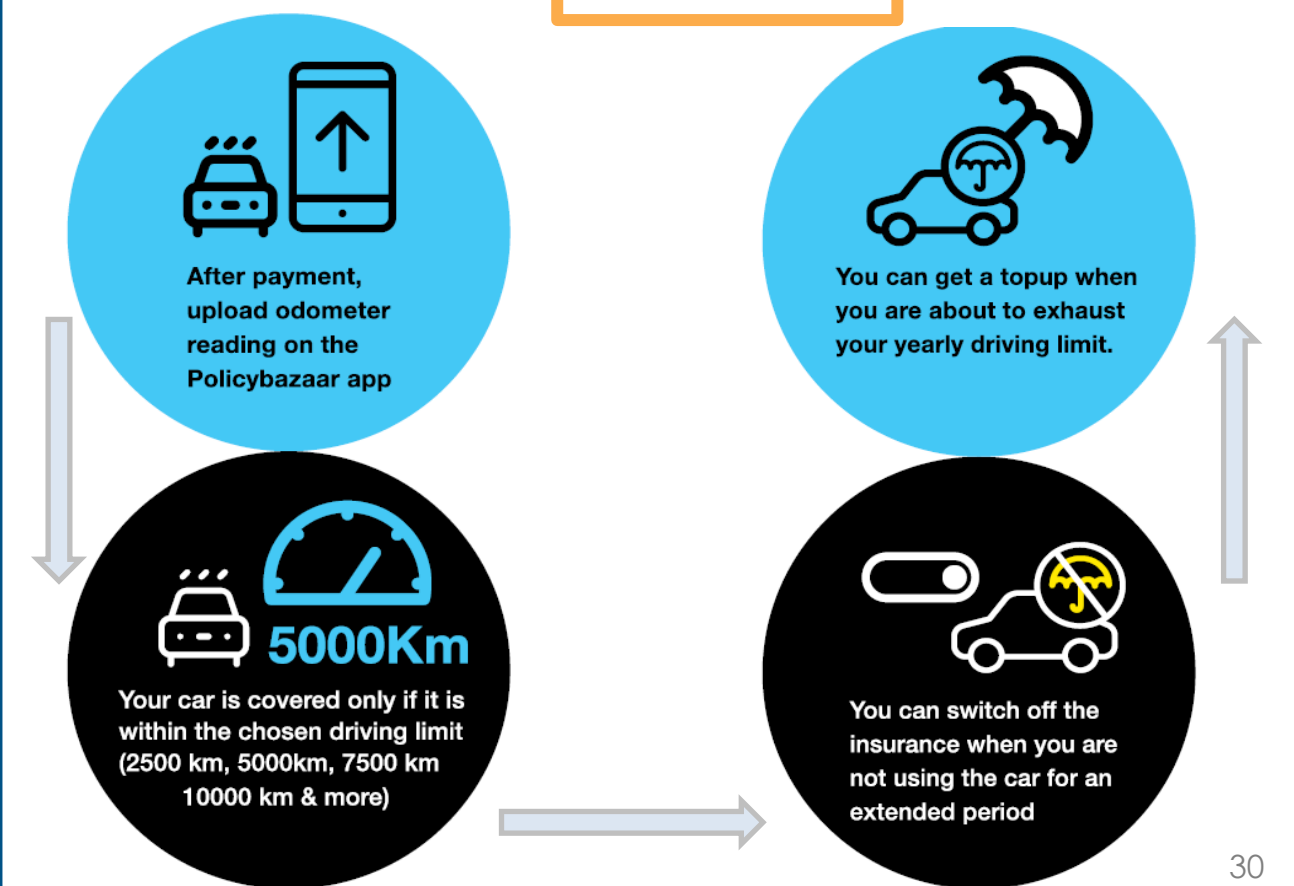 After payment,
upload odometer
reading on the
Policybazaar app
5000Km
Your car is covered only if it is
within the chosen driving limit
(2500 km, 5000km, 7500 km
10000 km & more)
You can switch off the
insurance when you are
not using the car for an
extended period
You can get a topup when
you are about to exhaust
your yearly driving limit.
30